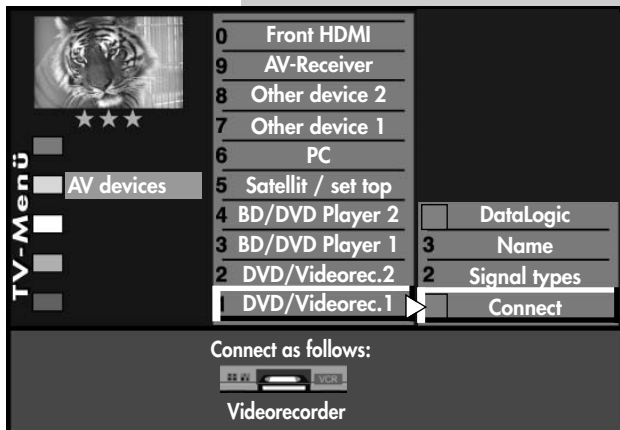 TV-Menü
AV devices
0 Front HDMI
9 AV-Receiver
8 Other device 2
7 Other device 1
6 PC
5 Satellit / set top
4 BD/DVD Player 2
3 BD/DVD Player 1
2 DVD/Videorec.2
DVD/Videorec.1
DataLogic
3 Name
2 Signal types
Connect
Connect as follows:
VCR
Videorecorder